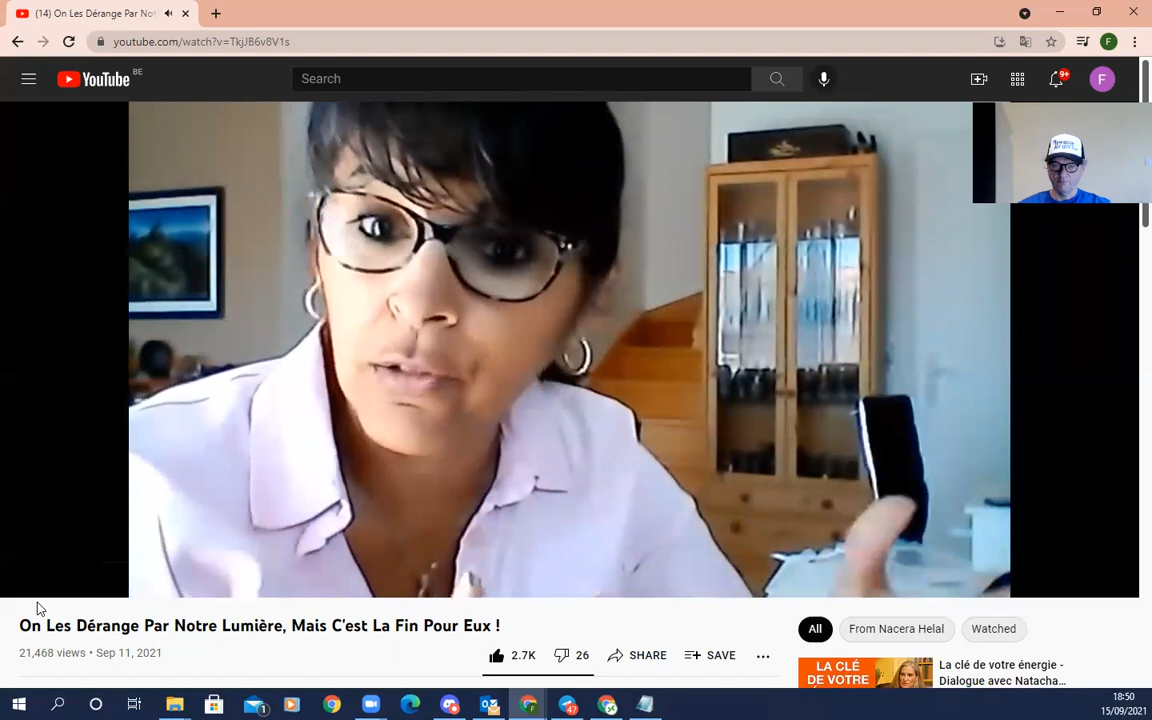 (14) On Les Dérange Par Not
youtube.com/watch?v=TkjJB6v8V1s
F
YouTube BE
Search
9+
F
On Les Dérange Par Notre Lumière, Mais C'est La Fin Pour Eux !
21,468 views • Sep 11, 2021
2.7K
26
SHARE
SAVE
All
From Nacera Helal
Watched
LA CLÉ
DE VOTRE
La clé de votre énergie -
Dialogue avec Natacha...
1
47
18:50
15/09/2021